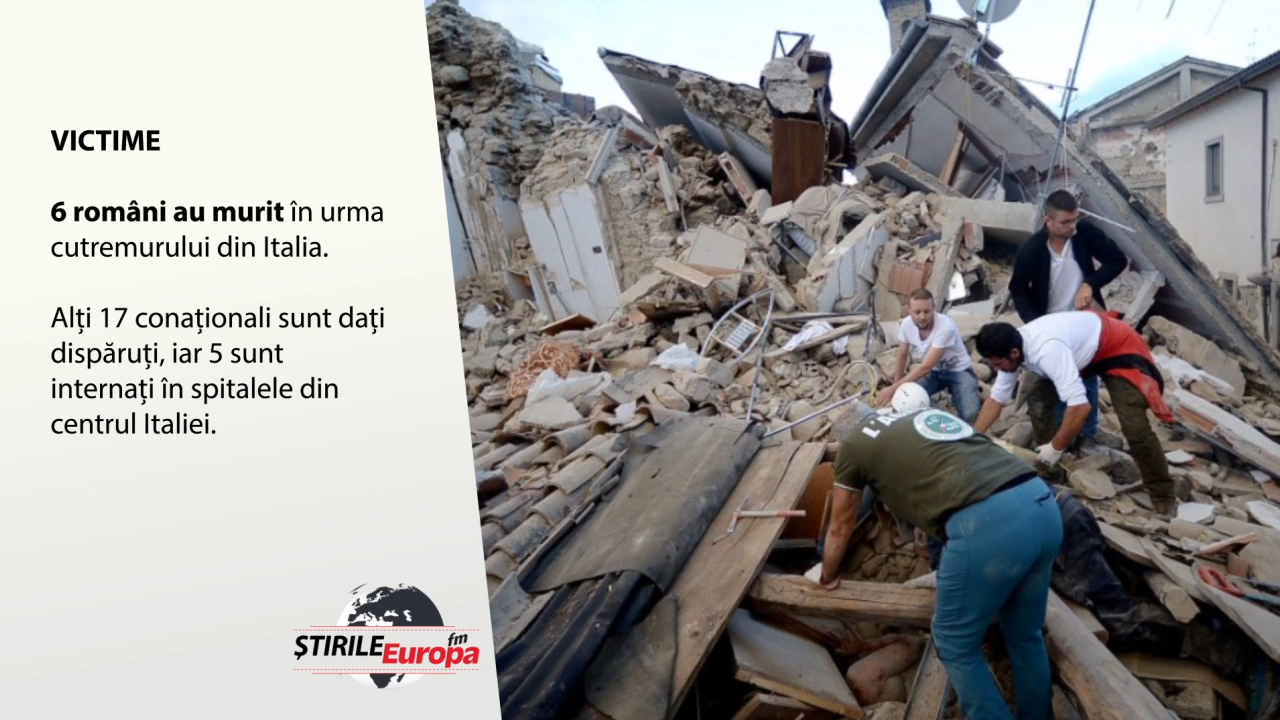 VICTIME
6 români au murit în urma
cutremurului din Italia.
Alți 17 conaționali sunt dați
dispăruți, iar 5 sunt
internați în spitalele din
centrul Italiei.
ȘTIRILE Europa fm